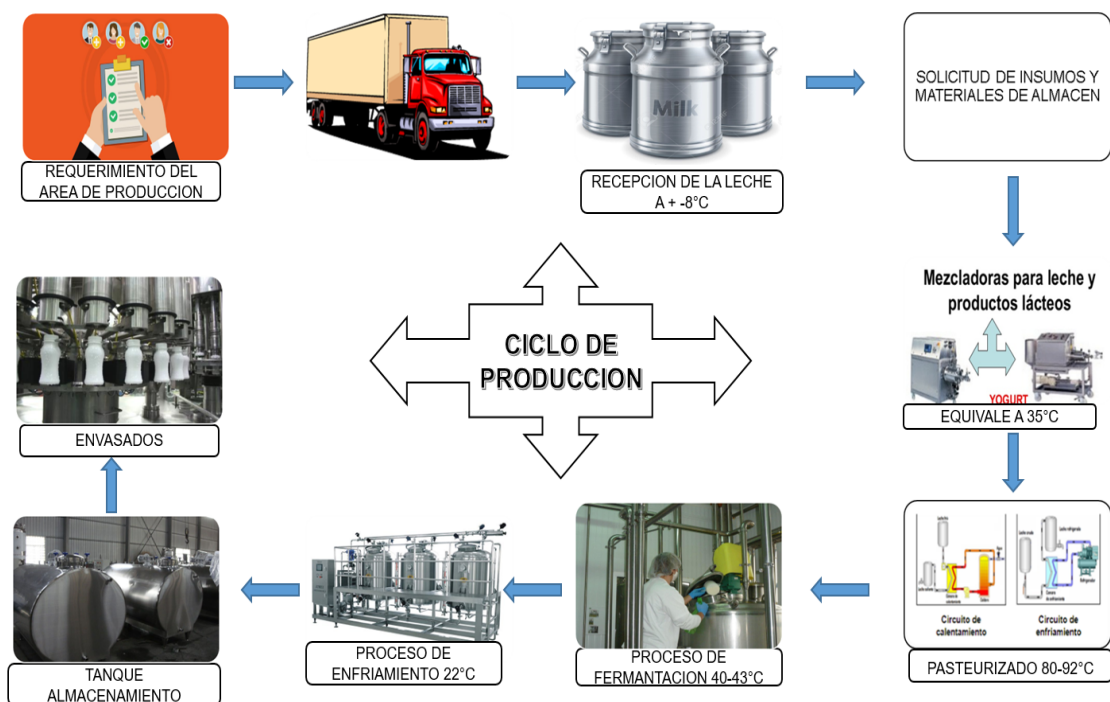 REQUERIMIENTO DEL
AREA DE PRODUCCION
Milk
RECEPCION DE LA LECHE
A + -8°C
SOLICITUD DE INSUMOS Y
MATERIALES DE ALMACEN
Mezcladoras para leche y
productos lácteos
YOGURT
EQUIVALE A 35°C
CICLO DE
PRODUCCION
ENVASADOS
Circuito de
calentamiento
Circuito de
enfriamiento
PASTEURIZADO 80-92°C
PROCESO DE
FERMANTACION 40-43°C
PROCESO DE
ENFRIAMIENTO 22°C
TANQUE
ALMACENAMIENTO